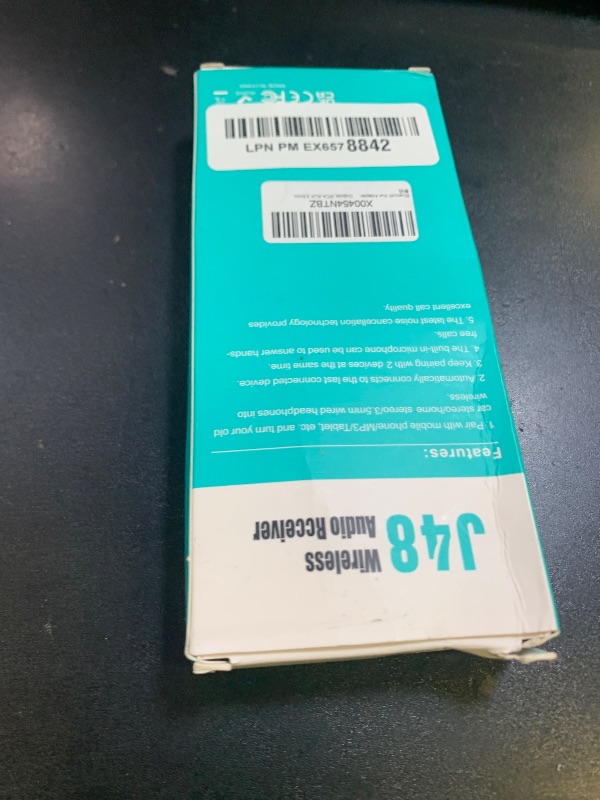 J48
Wireless
Audio Rcceiver
Features:
1 Pair with mobile phone/MP3/Tablet, etc. and turn your old
car stereo/home stereo/3.5mm wired headphones into
wireless.
2. Automatically connects to the last connected device.
3. Keep pairing with 2 devices at the same time.
4. The built-in microphone can be used to answer hands-
free calls.
5. The latest noise cancellation technology provides
excellent call quality.
X00454NTBZ
LPN PM EX657 8842